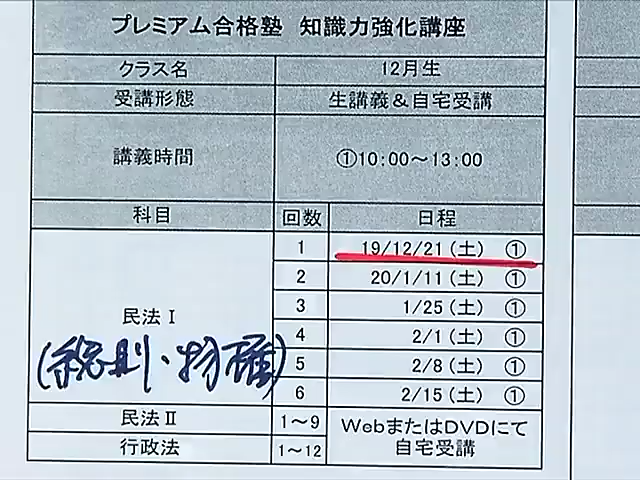 プレミアム合格塾 知識力強化講座
クラス名 12月生
受講形態 生講義&自宅受講
講義時間 ①10:00～13:00
科目 回数 日程
1 19/12/21(土) ①
2 20/1/11(土) ①
3 1/25(土) ①
民法Ⅰ
4 2/1(土) ①
(総則・物権)
5 2/8(土) ①
6 2/15(土) ①
民法Ⅱ 1～9 WebまたはDVDにて
行政法 1～12 自宅受講